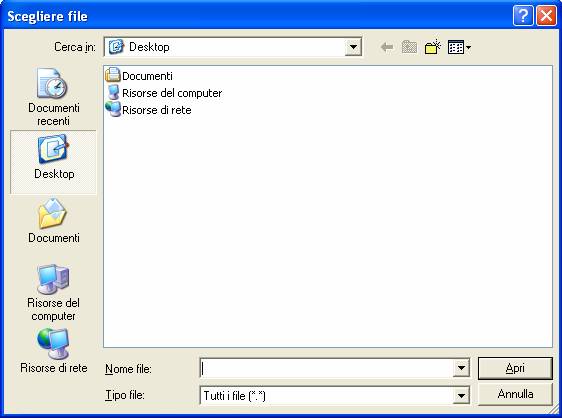 Scegliere file
Cerca in: Desktop
Documenti recenti
Desktop
Documenti
Risorse del computer
Risorse di rete
Documenti
Risorse del computer
Risorse di rete
Nome file:
Apri
Tipo file: Tutti i file (*.*)
Annulla